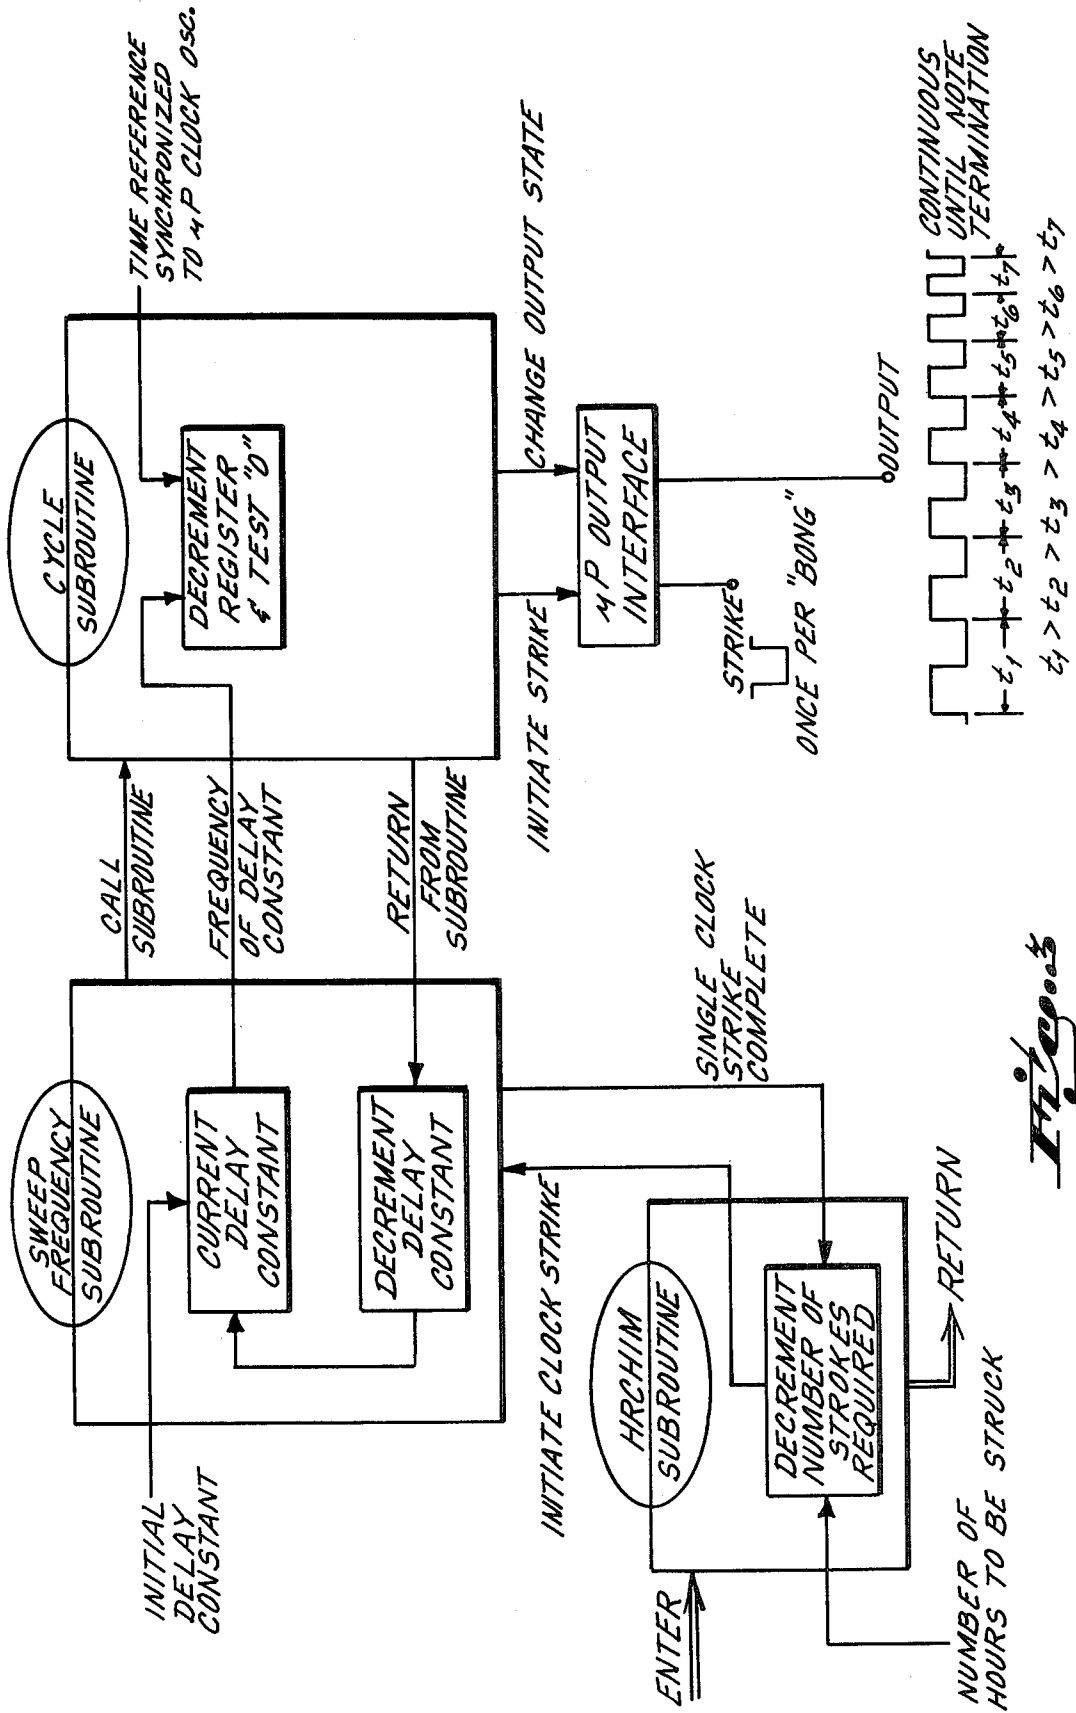 SWEEP
FREQUENCY
SUBROUTINE
INITIAL
DELAY
CONSTANT
CURRENT
DELAY
CONSTANT
DECREMENT
DELAY
CONSTANT
CALL
SUBROUTINE
FREQUENCY
OF DELAY
CONSTANT
RETURN
FROM
SUBROUTINE
CYCLE
SUBROUTINE
DECREMENT
REGISTER
& TEST "0"
TIME REFERENCE
SYNCHRONIZED
TO μP CLOCK OSC.
INITIATE STRIKE
CHANGE OUTPUT STATE
μP OUTPUT
INTERFACE
STRIKE
ONCE PER "BONG"
OUTPUT
INITIATE CLOCK STRIKE
SINGLE CLOCK
STRIKE
COMPLETE
HRCHIM
SUBROUTINE
ENTER
DECREMENT
NUMBER OF
STROKES
REQUIRED
RETURN
NUMBER OF
HOURS TO BE STRUCK
CONTINUOUS
UNTIL NOTE
TERMINATION
t1 t2 t3 t4 t5 t6 t7
t1 > t2 > t3 > t4 > t5 > t6 > t7